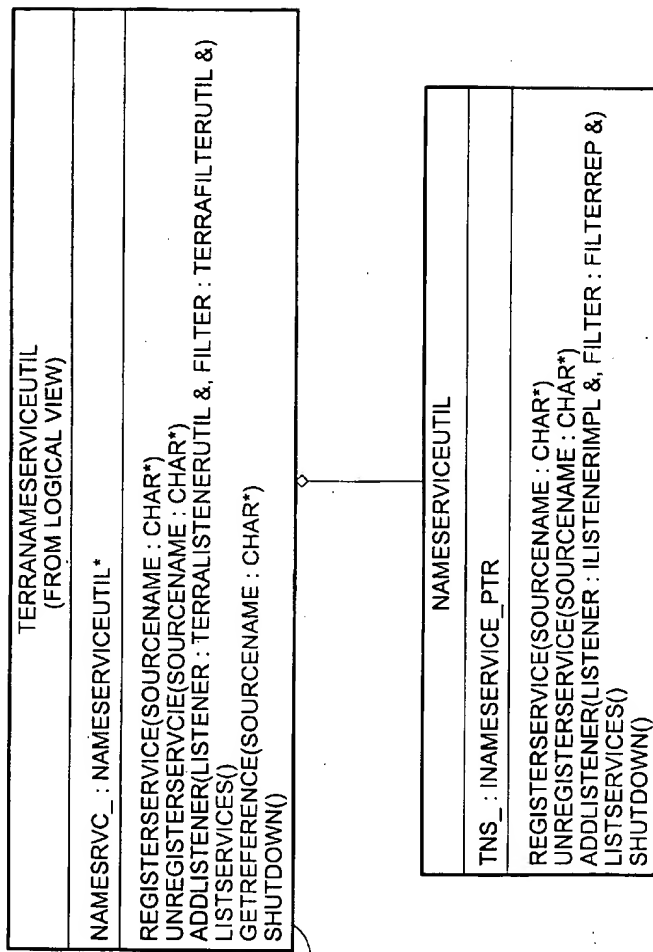 TERRANAMESERVICEUTIL
(FROM LOGICAL VIEW)
NAMESRVC_ : NAMESERVICEUTIL*
REGISTERSERVICE(SOURCENAME : CHAR*)
UNREGISTERSERVCIE(SOURCENAME : CHAR*)
ADDLISTENER(LISTENER : TERRALISTENERUTIL &, FILTER : TERRAFILTERUTIL &)
LISTSERVICES()
GETREFERENCE(SOURCENAME : CHAR*)
SHUTDOWN()
NAMESERVICEUTIL
TNS_ : INAMESERVICE_PTR
REGISTERSERVICE(SOURCENAME : CHAR*)
UNREGISTERSERVICE(SOURCENAME : CHAR*)
ADDLISTENER(LISTENER : ILISTENERIMPL &, FILTER : FILTERREP &)
LISTSERVICES()
SHUTDOWN()